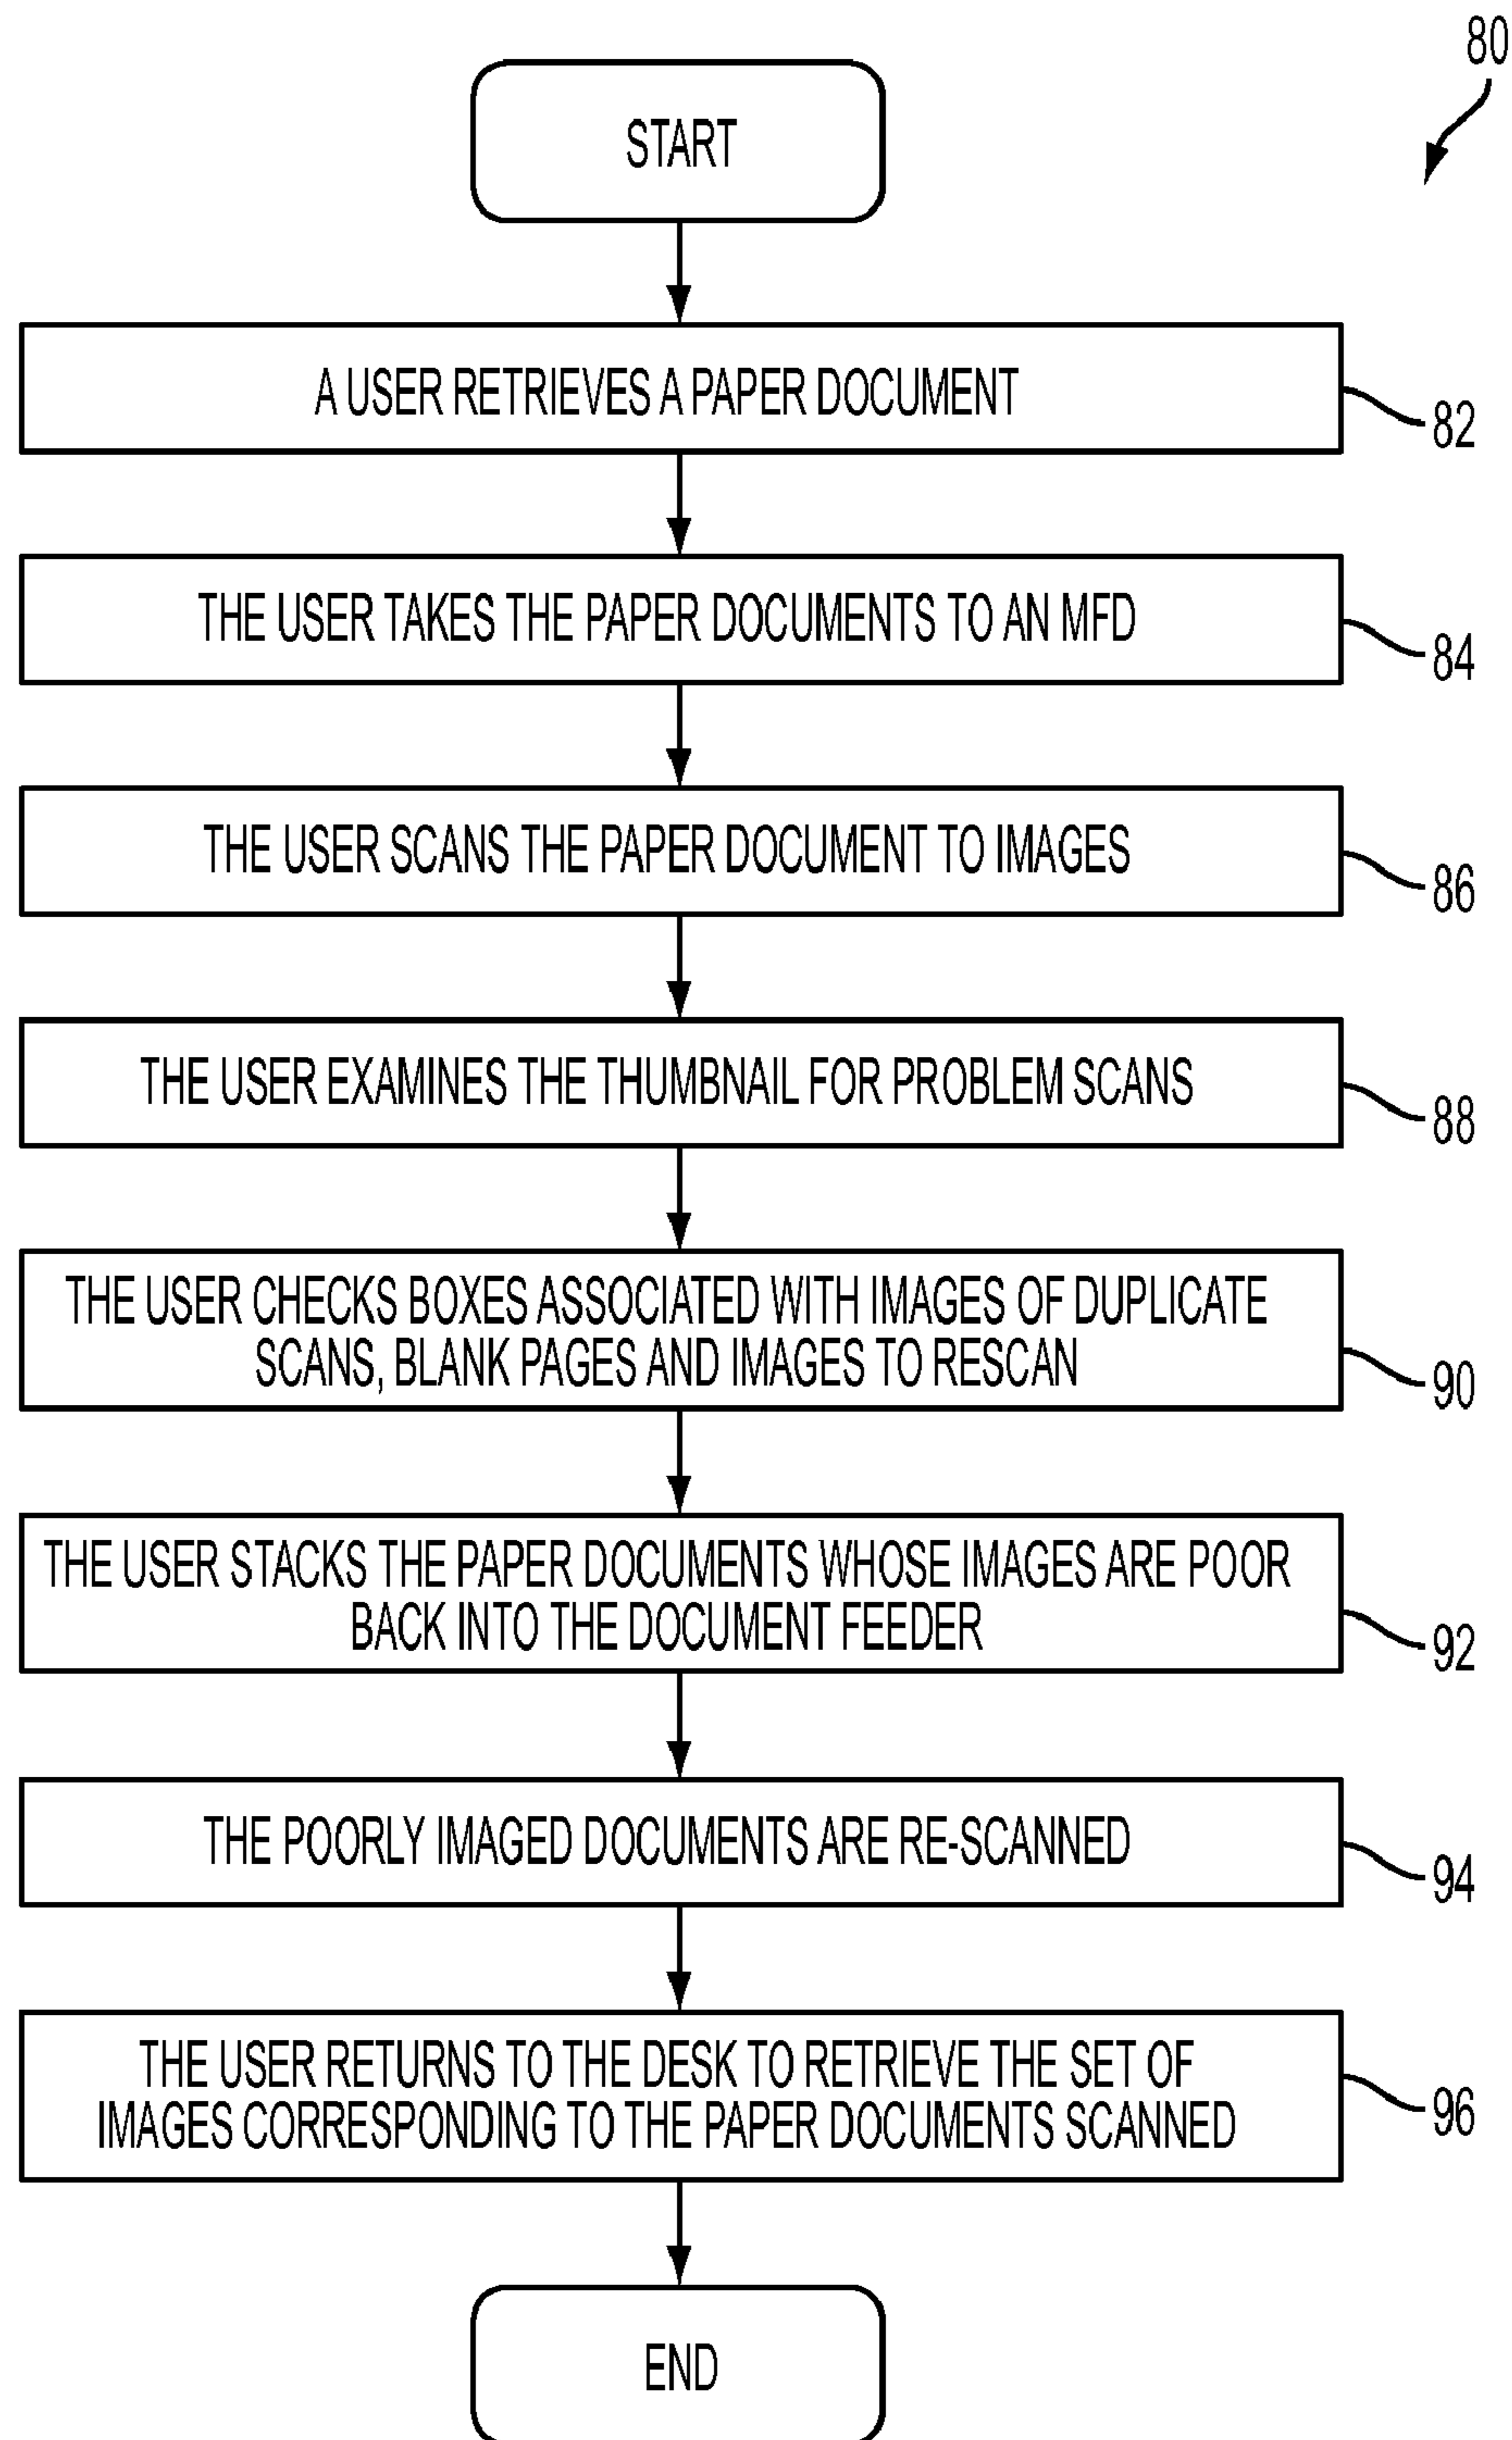 80
START
A USER RETRIEVES A PAPER DOCUMENT
82
THE USER TAKES THE PAPER DOCUMENTS TO AN MFD
84
THE USER SCANS THE PAPER DOCUMENT TO IMAGES
86
THE USER EXAMINES THE THUMBNAIL FOR PROBLEM SCANS
88
THE USER CHECKS BOXES ASSOCIATED WITH IMAGES OF DUPLICATE
SCANS, BLANK PAGES AND IMAGES TO RESCAN
90
THE USER STACKS THE PAPER DOCUMENTS WHOSE IMAGES ARE POOR
BACK INTO THE DOCUMENT FEEDER
92
THE POORLY IMAGED DOCUMENTS ARE RE-SCANNED
94
THE USER RETURNS TO THE DESK TO RETRIEVE THE SET OF
IMAGES CORRESPONDING TO THE PAPER DOCUMENTS SCANNED
96
END